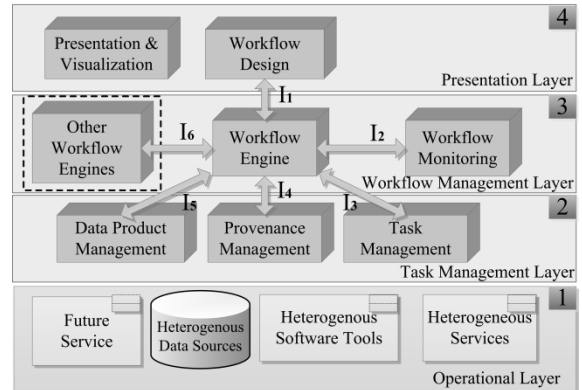 4
Presentation &
Visualization
Workflow
Design
Presentation Layer
I1
3
Other
Workflow
Engines
I6
Workflow
Engine
I2
Workflow
Monitoring
Workflow Management Layer
I5
I4
I3
2
Data Product
Management
Provenance
Management
Task
Management
Task Management Layer
1
Future
Service
Heterogenous
Data Sources
Heterogenous
Software Tools
Heterogeneous
Services
Operational Layer